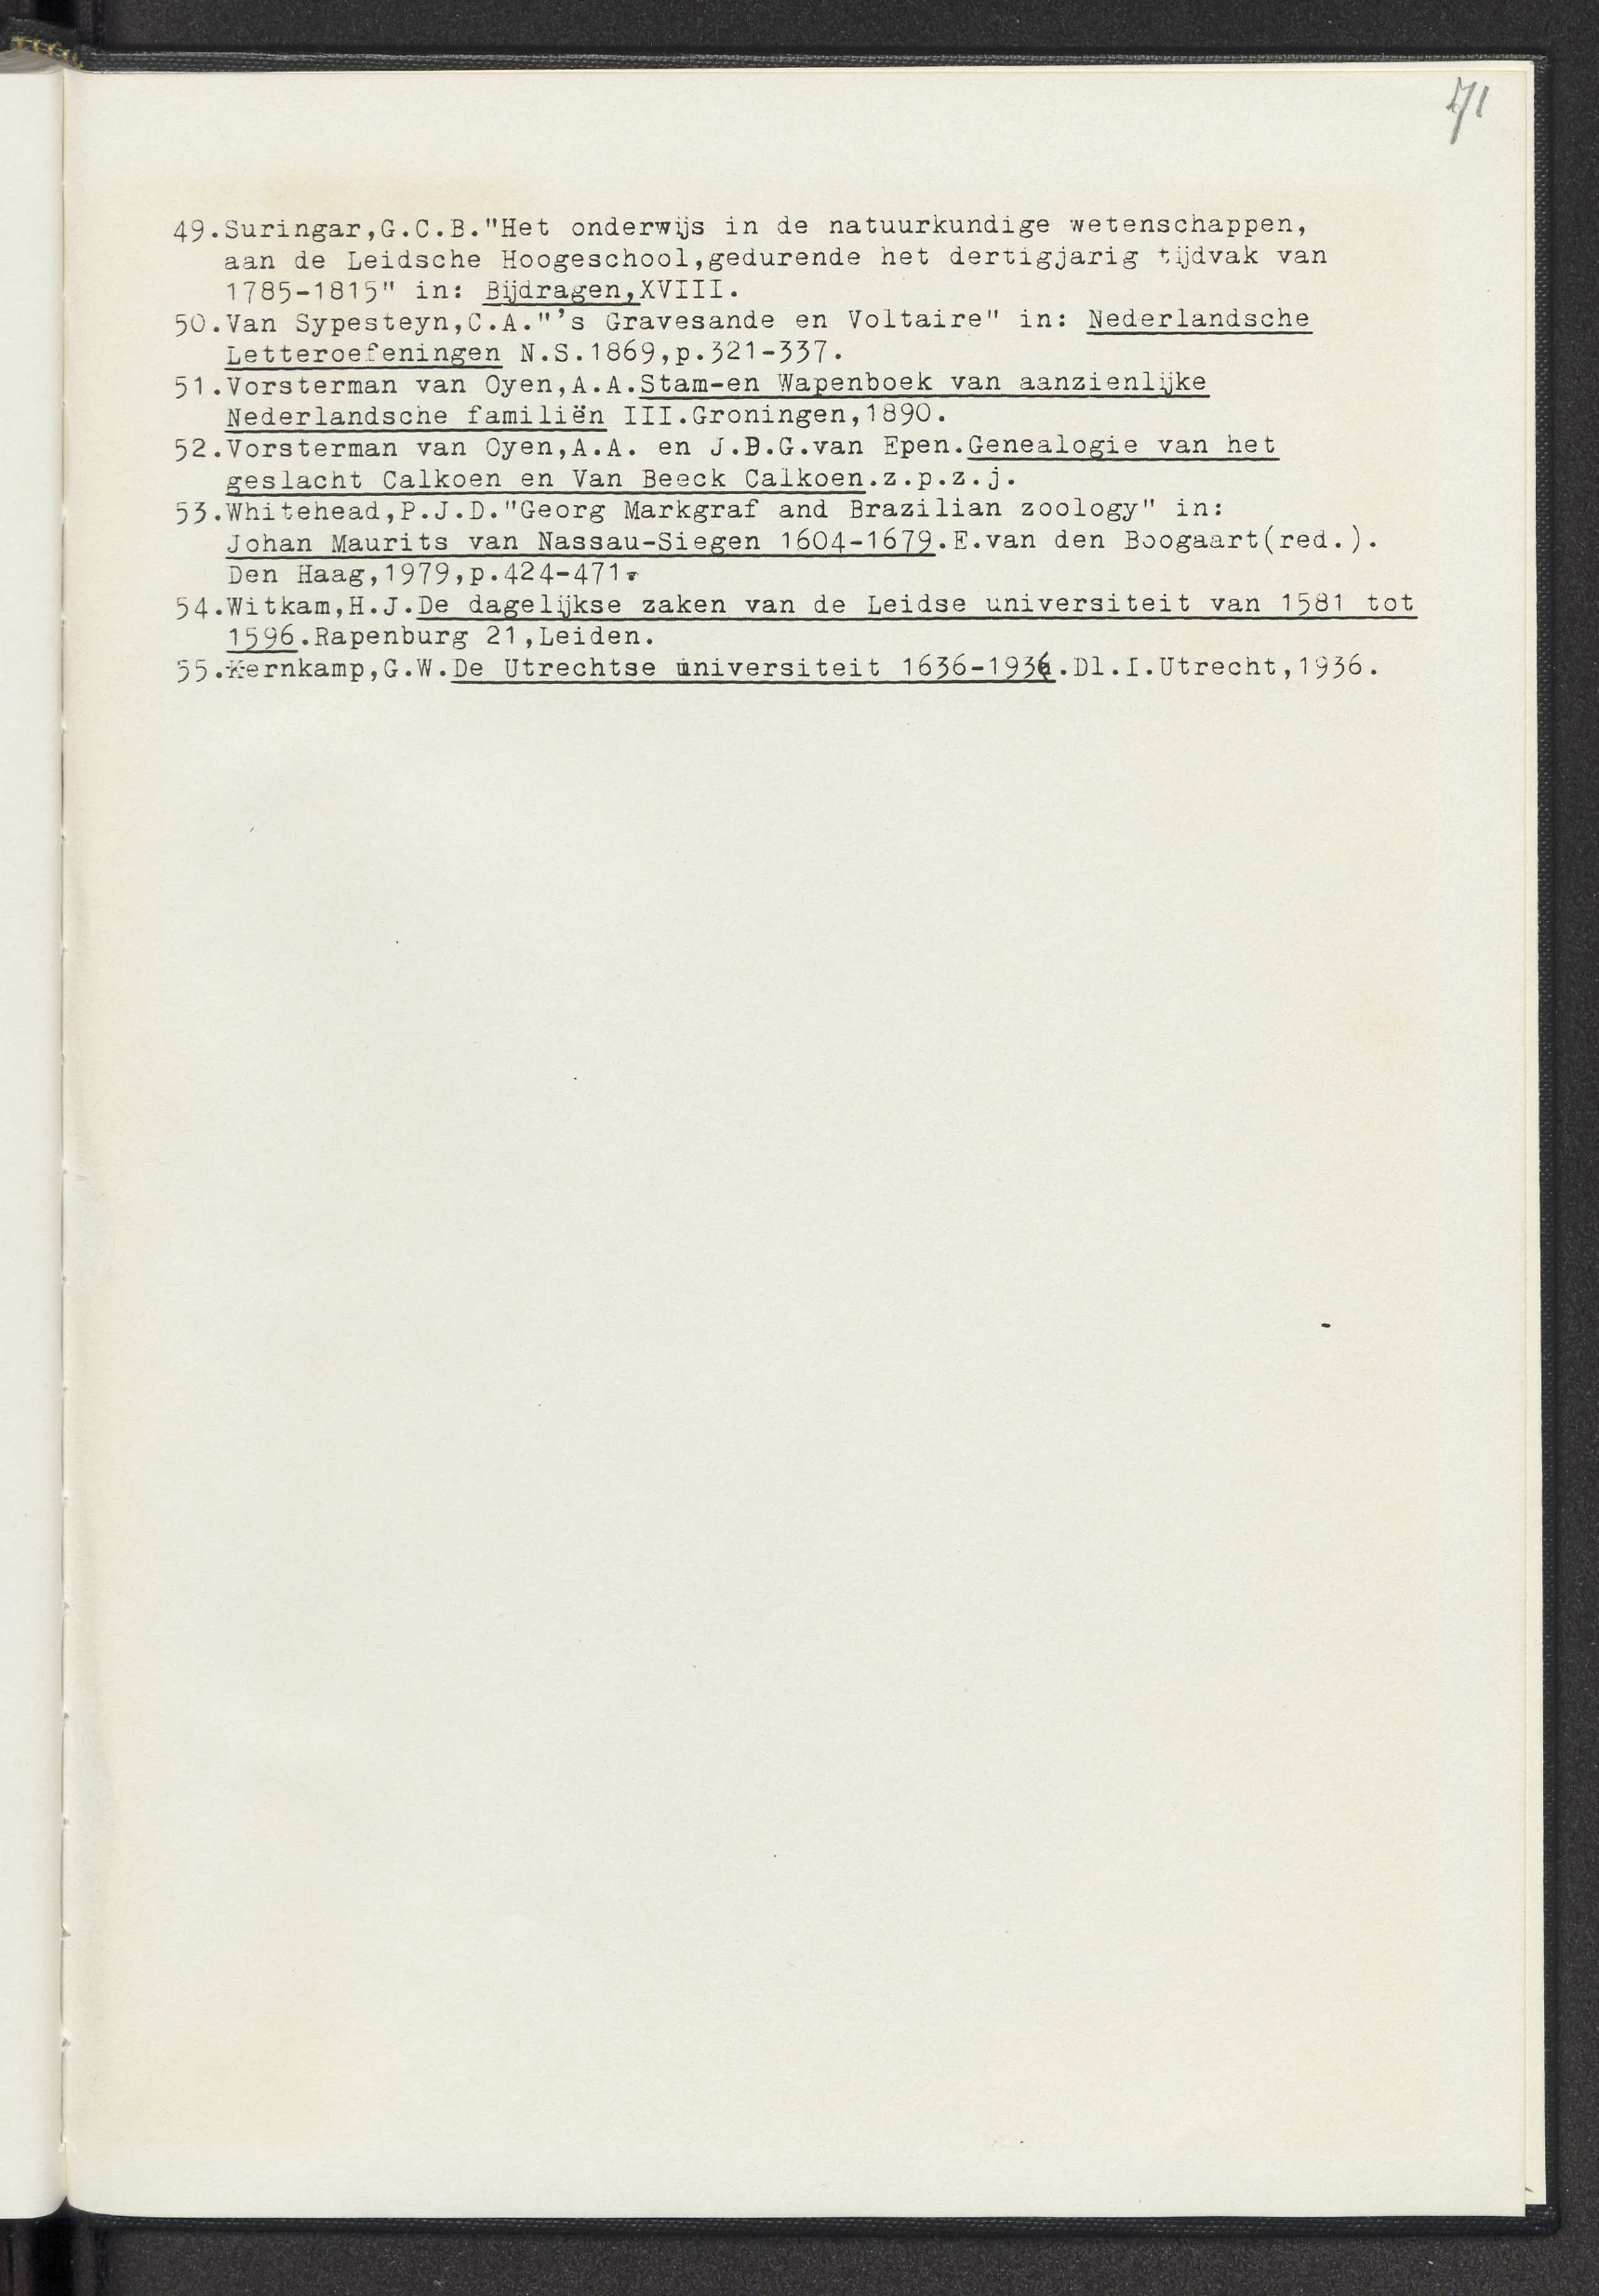 71
49.Suringar,G.C.B."Het onderwijs in de natuurkundige wetenschappen,
aan de Leidsche Hoogeschool,gedurende het dertigjarig tijdvak van
1785-1815" in: Bijdragen,XVIII.
50.Van Sypesteyn,C.A."'s Gravesande en Voltaire" in: Nederlandsche
Letteroefeningen N.S.1869,p.321-337.
51.Vorsterman van Oyen,A.A.Stam-en Wapenboek van aanzienlijke
Nederlandsche familiën III.Groningen,1890.
52.Vorsterman van Oyen,A.A. en J.D.G.van Epen.Genealogie van het
geslacht Calkoen en Van Beeck Calkoen.z.p.z.j.
53.Whitehead,P.J.D."Georg Markgraf and Brazilian zoology" in:
Johan Maurits van Nassau-Siegen 1604-1679.E.van den Boogaart(red.).
Den Haag,1979,p.424-471.
54.Witkam,H.J.De dagelijkse zaken van de Leidse universiteit van 1581 tot
1596.Rapenburg 21,Leiden.
55.Kernkamp,G.W.De Utrechtse universiteit 1636-1936.Dl.I.Utrecht,1936.